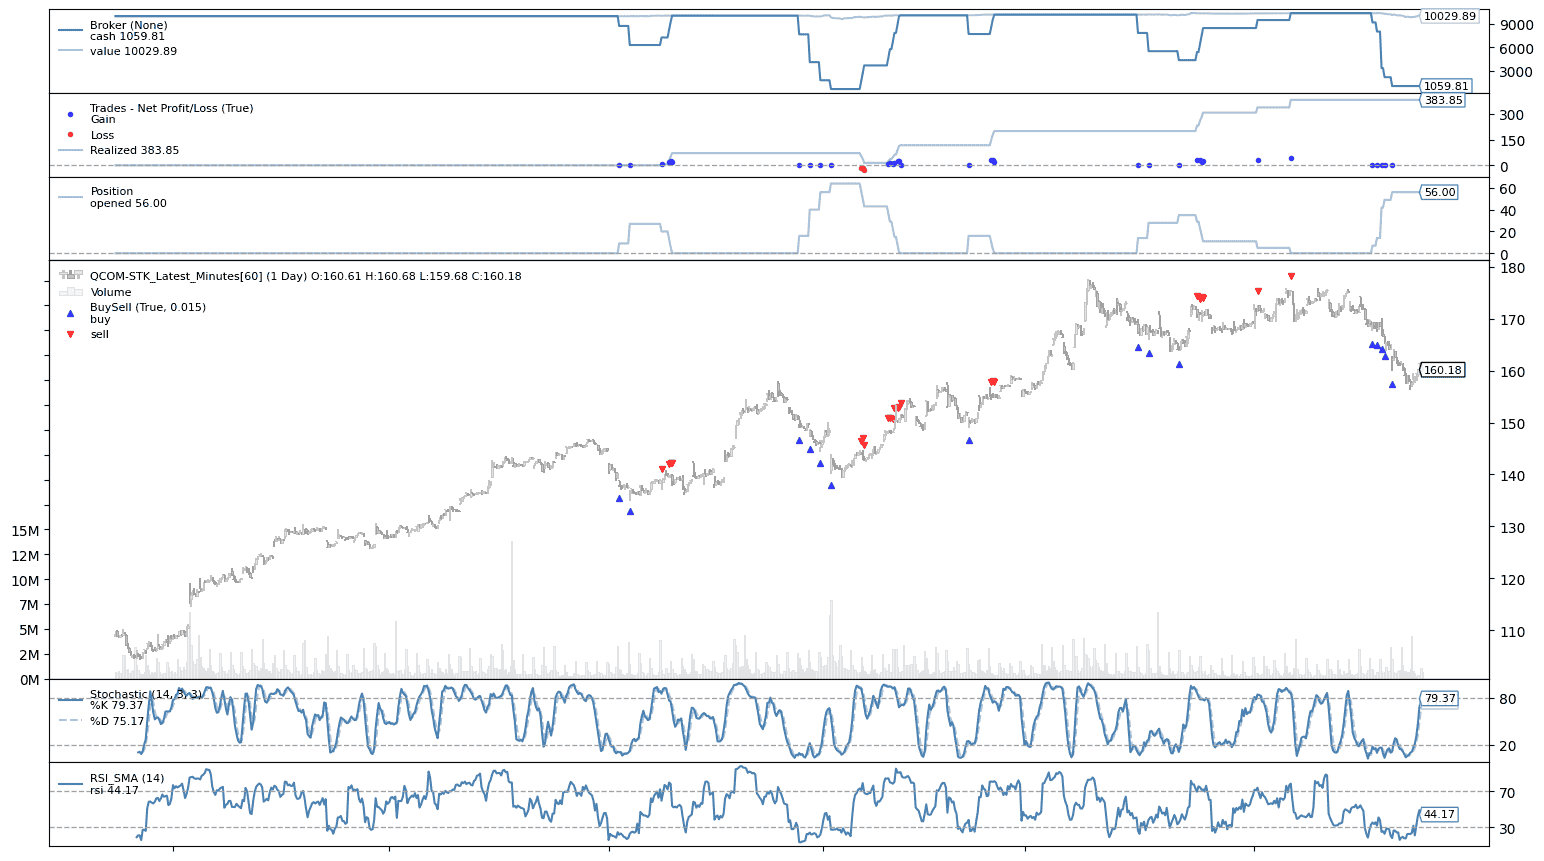 Broker (None)
cash 1059.81
value 10029.89
10029.89
9000
6000
3000
1059.81
Trades - Net Profit/Loss (True)
Gain
Loss
Realized 383.85
383.85
300
150
0
Position
opened 56.00
60
56.00
40
20
0
QCOM-STK_Latest_Minutes[60] (1 Day) O:160.61 H:160.68 L:159.68 C:160.18
Volume
BuySell (True, 0.015)
buy
sell
180
170
160
160.18
150
140
130
120
110
15M
12M
10M
7M
5M
2M
0M
Stochastic (14, 3, 3)
%K 79.37
%D 75.17
80
79.37
20
RSI_SMA (14)
rsi 44.17
70
44.17
30